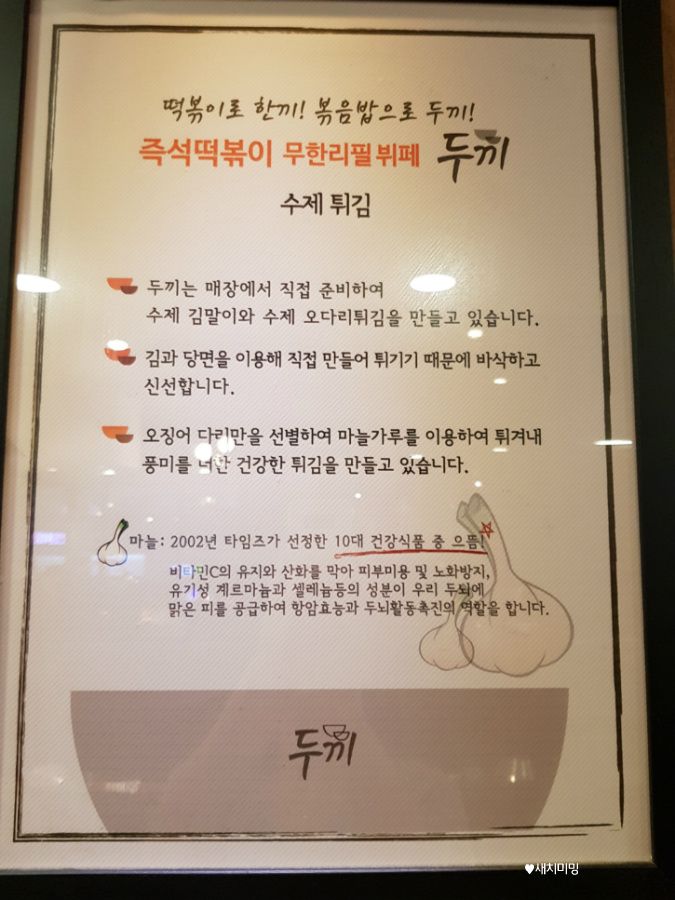 떡볶이로 한끼! 볶음밥으로 두끼!
즉석떡볶이 무한리필 뷔페 두끼
수제 튀김
두끼는 매장에서 직접 준비하여
수제 김말이와 수제 오다리튀김을 만들고 있습니다.
김과 당면을 이용해 직접 만들어 튀기기 때문에 바삭하고
신선합니다.
오징어 다리만을 선별하여 마늘가루를 이용하여 튀겨내
풍미를 더한 건강한 튀김을 만들고 있습니다.
마늘: 2002년 타임즈가 선정한 10대 건강식품 중 으뜸!
비타민C의 유지와 산화를 막아 피부미용 및 노화방지,
유기성 게르마늄과 셀레늄등의 성분이 우리 두뇌에
맑은 피를 공급하여 항암효능과 두뇌활동촉진의 역할을 합니다.
두끼
♥새치미밍